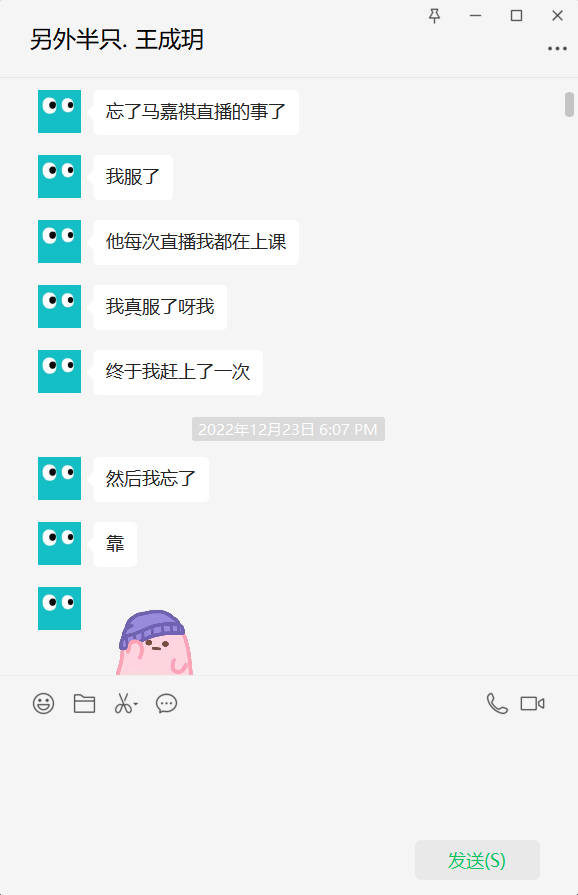 另外半只. 王成玥
忘了马嘉祺直播的事了
我服了
他每次直播我都在上课
我真服了呀我
终于我赶上了一次
2022年12月23日 6:07 PM
然后我忘了
靠
发送(S)